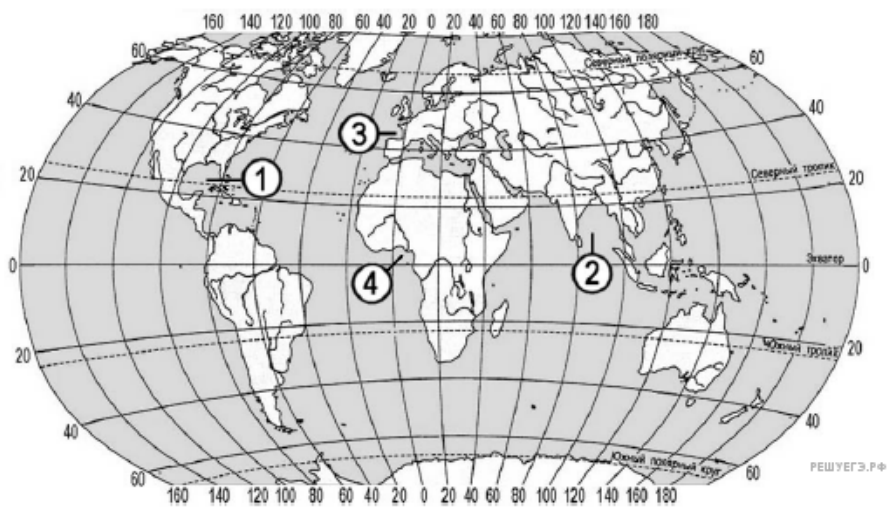 160 140 120 100 80 60 40 20 0 20 40 60 80 100 120 140 160 180
60 Северный полярный круг 60
40 40
3
20 1 Северный тропик 20
0 4 2 Экватор 0
20 Южный тропик 20
40 40
Южный полярный круг 60
РЕШУЕГЭ.РФ
160 140 120 100 80 60 40 20 0 20 40 60 80 100 120 140 160 180